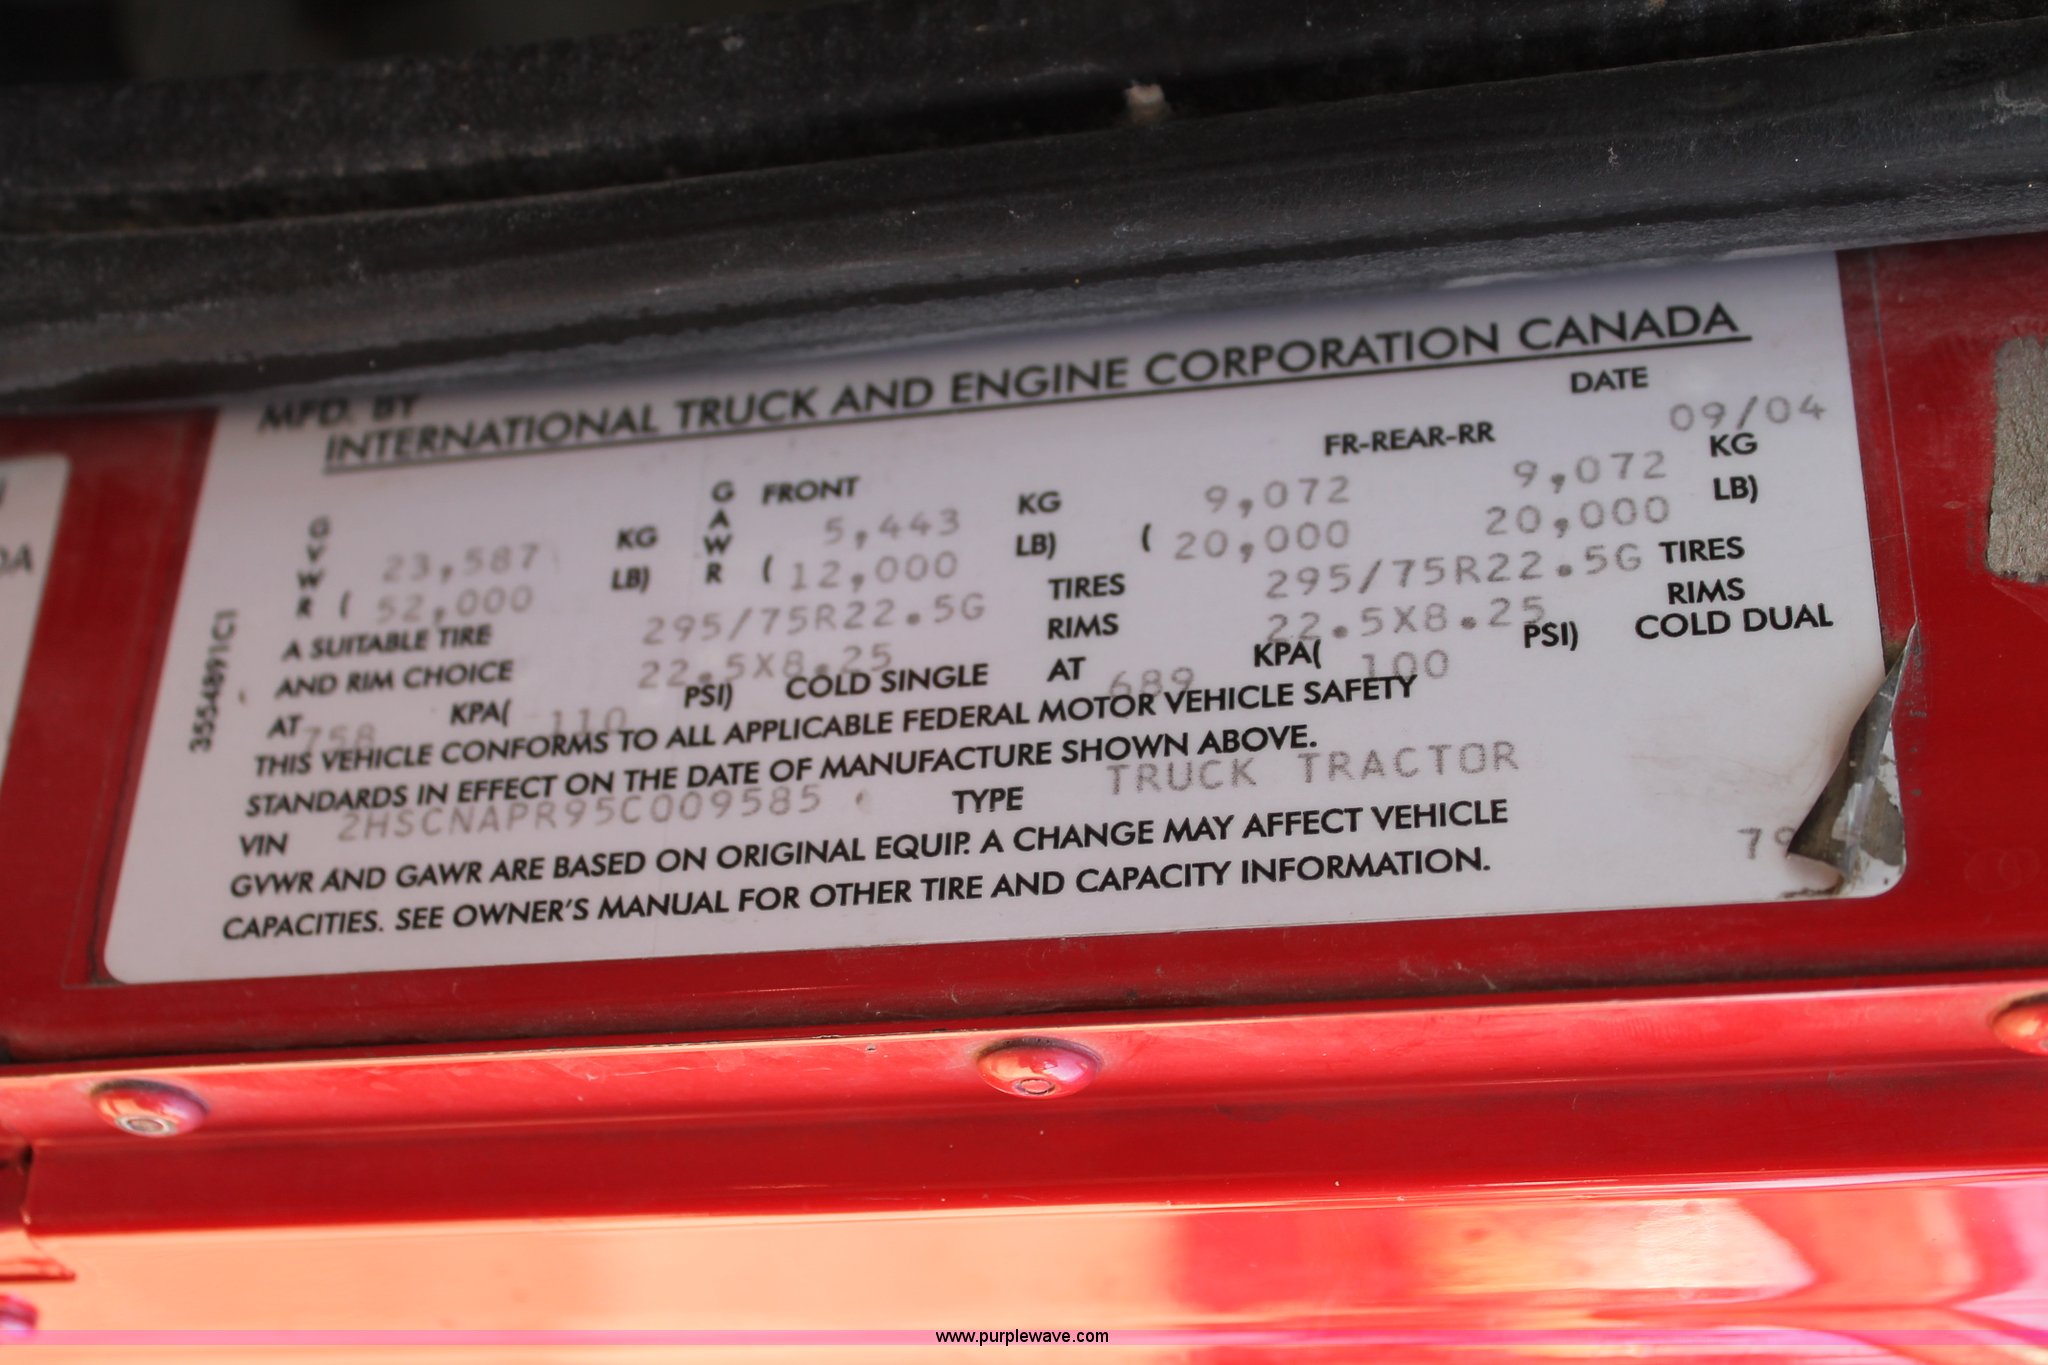 MFD. BY
INTERNATIONAL TRUCK AND ENGINE CORPORATION CANADA
DATE
09/04
GVWR
23,587 KG
( 52,000 LB)
GAWR
FRONT
5,443 KG
( 12,000 LB)
FR-REAR-RR
9,072 9,072 KG
( 20,000 20,000 LB)
A SUITABLE TIRE 295/75R22.5G TIRES 295/75R22.5G TIRES
AND RIM CHOICE 22.5X8.25 RIMS 22.5X8.25 RIMS
AT 758 KPA( 110 PSI) COLD SINGLE AT 689 KPA( 100 PSI) COLD DUAL
THIS VEHICLE CONFORMS TO ALL APPLICABLE FEDERAL MOTOR VEHICLE SAFETY
STANDARDS IN EFFECT ON THE DATE OF MANUFACTURE SHOWN ABOVE.
VIN 2HSCNAPR95C009585 TYPE TRUCK TRACTOR
GVWR AND GAWR ARE BASED ON ORIGINAL EQUIP. A CHANGE MAY AFFECT VEHICLE
CAPACITIES. SEE OWNER'S MANUAL FOR OTHER TIRE AND CAPACITY INFORMATION.
3554891C1
www.purplewave.com